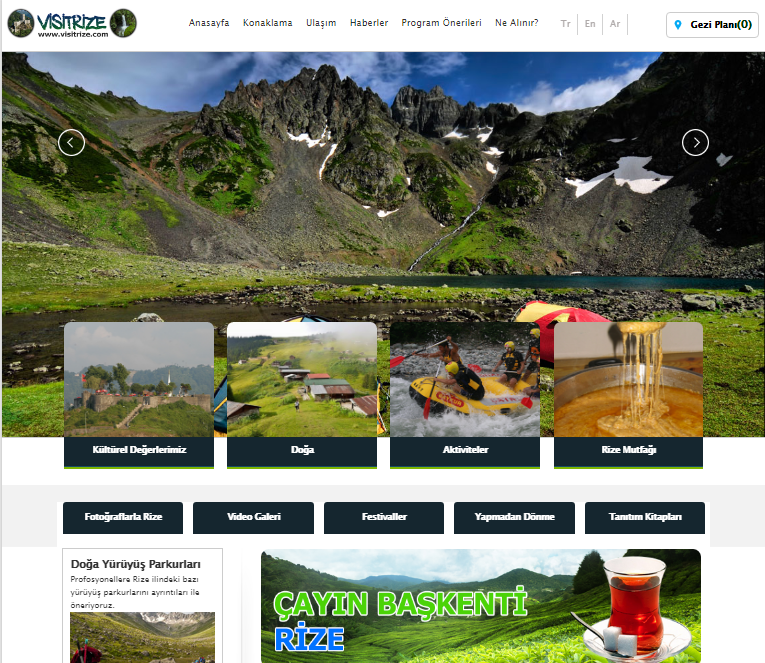 VISITRIZE
www.visitrize.com
Anasayfa Konaklama Ulaşım Haberler Program Önerileri Ne Alınır? Tr En Ar Gezi Planı(0)
Kültürel Değerlerimiz Doğa Aktiviteler Rize Mutfağı
Fotoğraflarla Rize Video Galeri Festivaller Yapmadan Dönme Tanıtım Kitapları
Doğa Yürüyüş Parkurları
Profosyonellere Rize ilindeki bazı
yürüyüş parkurlarını ayrıntıları ile
öneriyoruz.
ÇAYIN BAŞKENTİ
RİZE